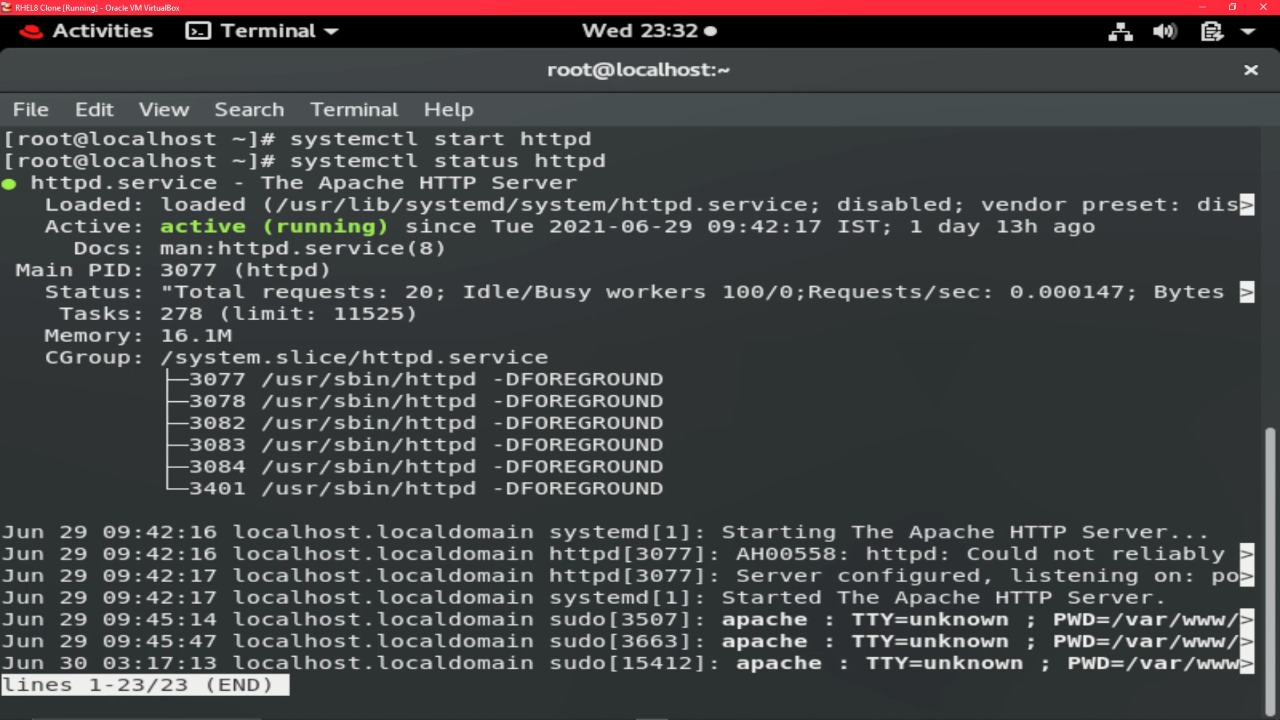 RHEL8 Clone [Running] - Oracle VM VirtualBox
Activities Terminal Wed 23:32
root@localhost:~
File Edit View Search Terminal Help
[root@localhost ~]# systemctl start httpd
[root@localhost ~]# systemctl status httpd
● httpd.service - The Apache HTTP Server
Loaded: loaded (/usr/lib/systemd/system/httpd.service; disabled; vendor preset: dis>
Active: active (running) since Tue 2021-06-29 09:42:17 IST; 1 day 13h ago
Docs: man:httpd.service(8)
Main PID: 3077 (httpd)
Status: "Total requests: 20; Idle/Busy workers 100/0;Requests/sec: 0.000147; Bytes >
Tasks: 278 (limit: 11525)
Memory: 16.1M
CGroup: /system.slice/httpd.service
├─3077 /usr/sbin/httpd -DFOREGROUND
├─3078 /usr/sbin/httpd -DFOREGROUND
├─3082 /usr/sbin/httpd -DFOREGROUND
├─3083 /usr/sbin/httpd -DFOREGROUND
├─3084 /usr/sbin/httpd -DFOREGROUND
└─3401 /usr/sbin/httpd -DFOREGROUND
Jun 29 09:42:16 localhost.localdomain systemd[1]: Starting The Apache HTTP Server...
Jun 29 09:42:16 localhost.localdomain httpd[3077]: AH00558: httpd: Could not reliably >
Jun 29 09:42:17 localhost.localdomain httpd[3077]: Server configured, listening on: po>
Jun 29 09:42:17 localhost.localdomain systemd[1]: Started The Apache HTTP Server.
Jun 29 09:45:14 localhost.localdomain sudo[3507]: apache : TTY=unknown ; PWD=/var/www/>
Jun 29 09:45:47 localhost.localdomain sudo[3663]: apache : TTY=unknown ; PWD=/var/www/>
Jun 30 03:17:13 localhost.localdomain sudo[15412]: apache : TTY=unknown ; PWD=/var/www>
lines 1-23/23 (END)